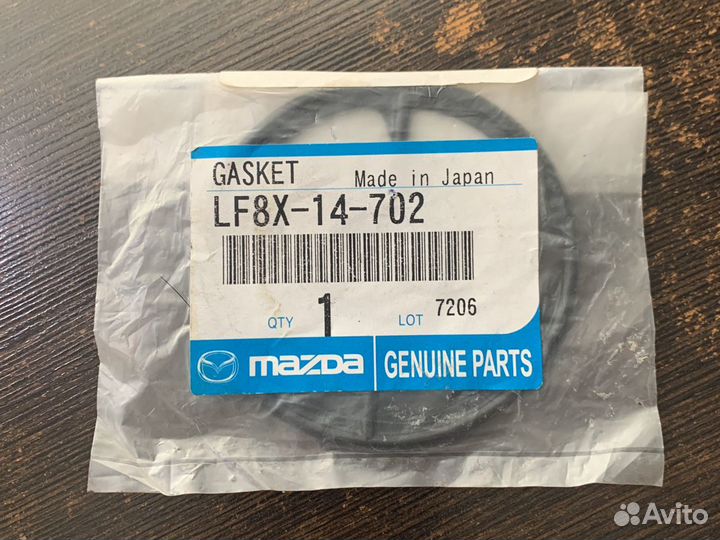 GASKET Made in Japan
LF8X-14-702
QTY 1 LOT 7206
mazda GENUINE PARTS
Avito